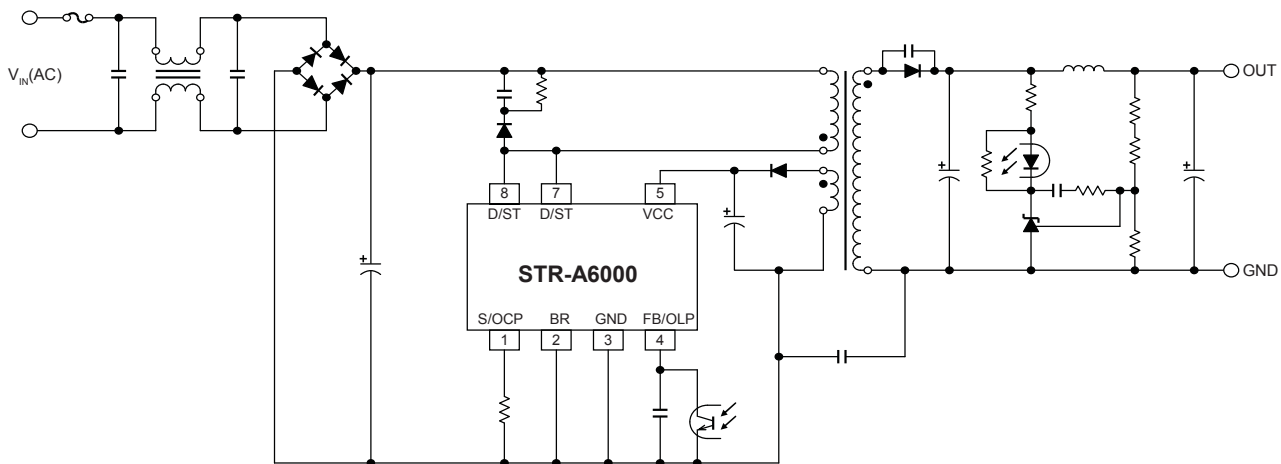 V_IN(AC)
OUT
8
7
5
D/ST
D/ST
VCC
STR-A6000
GND
S/OCP
BR
GND
FB/OLP
1
2
3
4